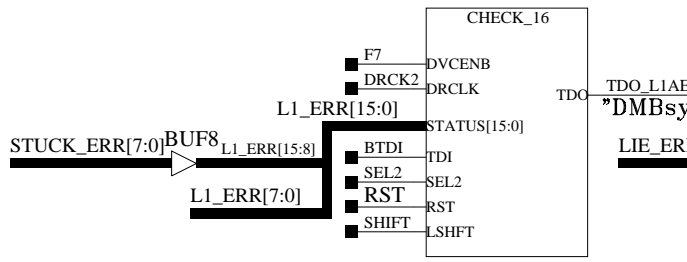 CHECK_16
F7
DVCENB
DRCK2
DRCLK
TDO
TDO_L1AE
"DMBsy
L1_ERR[15:0]
STATUS[15:0]
STUCK_ERR[7:0]
BUF8
L1_ERR[15:8]
BTDI
TDI
LIE_ER
SEL2
SEL2
L1_ERR[7:0]
RST
RST
SHIFT
LSHFT